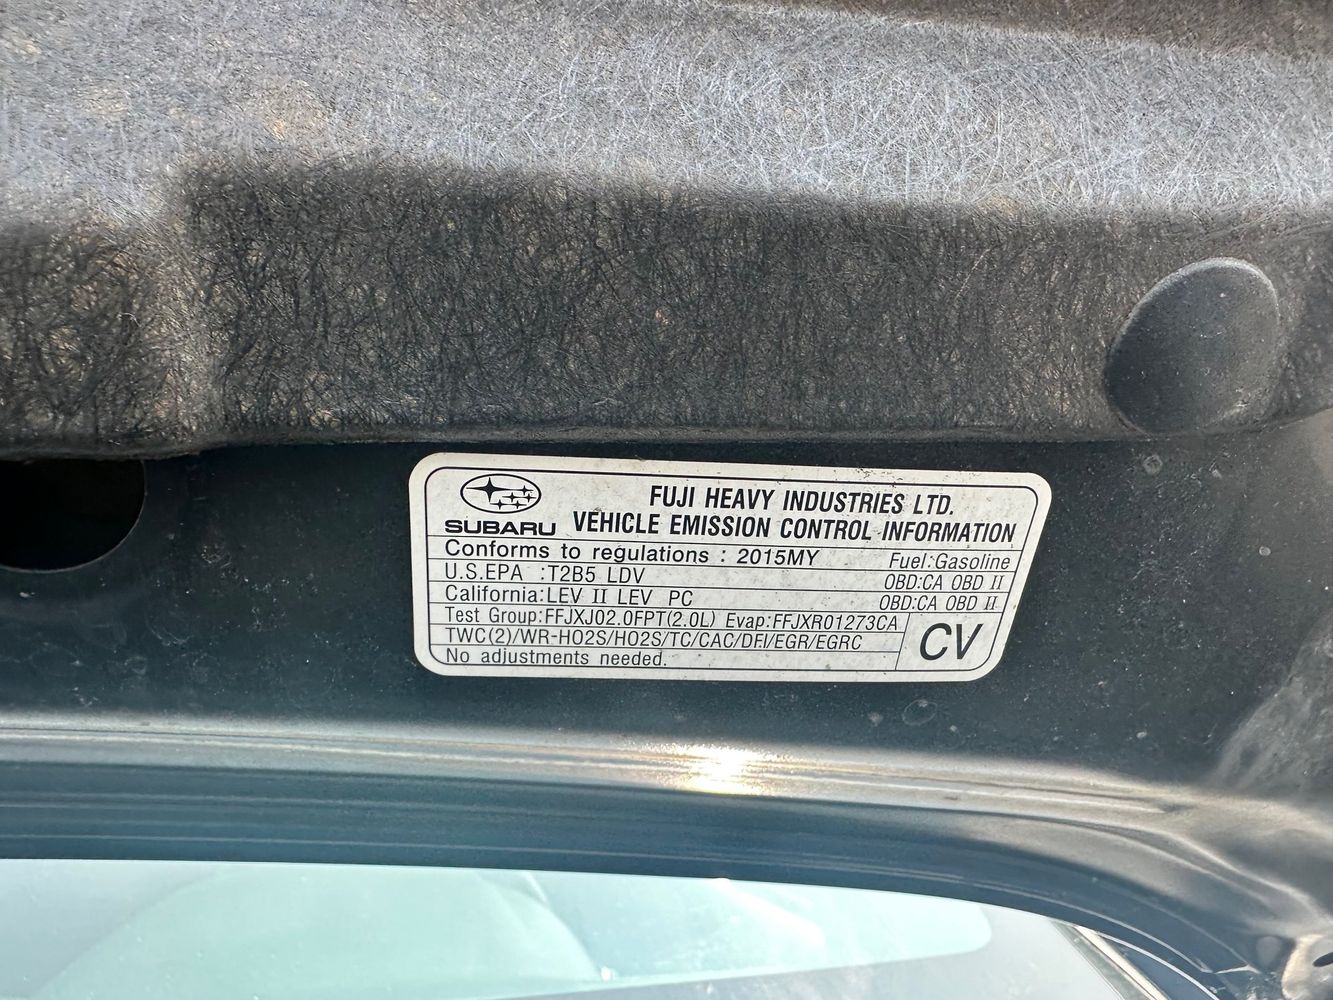 SUBARU
FUJI HEAVY INDUSTRIES LTD.
VEHICLE EMISSION CONTROL INFORMATION
Conforms to regulations : 2015MY Fuel:Gasoline
U.S.EPA :T2B5 LDV OBD:CA OBD II
California:LEV II LEV PC OBD:CA OBD II
Test Group:FFJXJ02.0FPT(2.0L) Evap:FFJXR01273CA
TWC(2)/WR-HO2S/HO2S/TC/CAC/DFI/EGR/EGRC
No adjustments needed.
CV